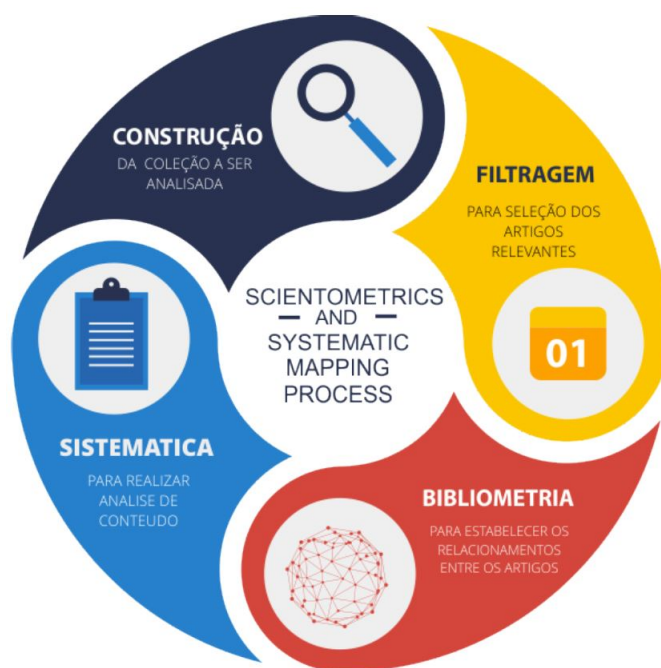 CONSTRUÇÃO
DA COLEÇÃO A SER
ANALISADA
FILTRAGEM
PARA SELEÇÃO DOS
ARTIGOS
RELEVANTES
01
SCIENTOMETRICS
AND
SYSTEMATIC
MAPPING
PROCESS
BIBLIOMETRIA
PARA ESTABELECER OS
RELACIONAMENTOS
ENTRE OS ARTIGOS
SISTEMATICA
PARA REALIZAR
ANALISE DE
CONTEUDO